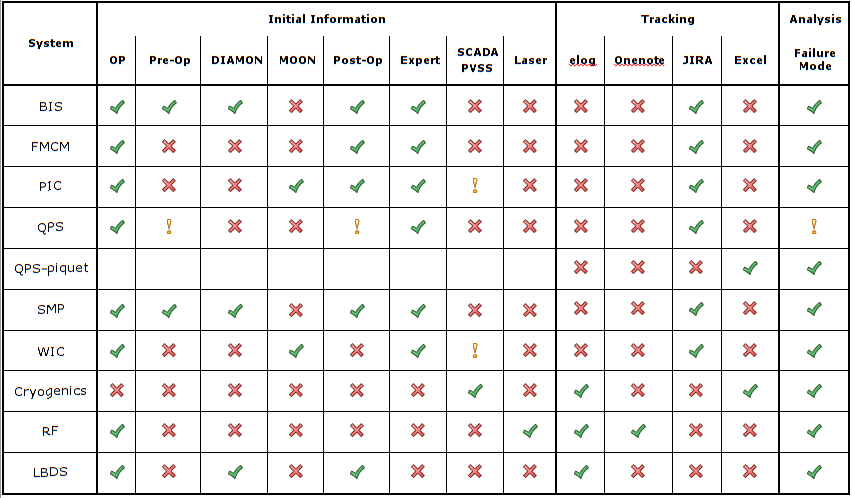 Initial Information Tracking Analysis
System OP Pre-Op DIAMON MOON Post-Op Expert SCADA PVSS Laser elog Onenote JIRA Excel Failure Mode
BIS
FMCM
PIC
QPS
QPS-piquet
SMP
WIC
Cryogenics
RF
LBDS